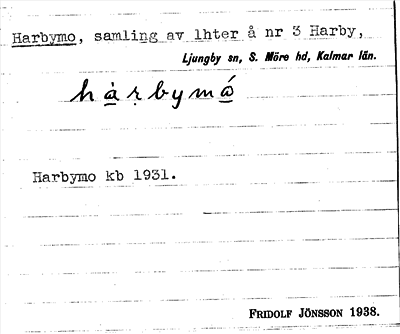 Harbymo, samling av lhter å nr 3 Harby,
Ljungby sn, S. Möre hd, Kalmar län.
hàrbymó̲
Harbymo kb 1931.
FRIDOLF JÖNSSON 1938.